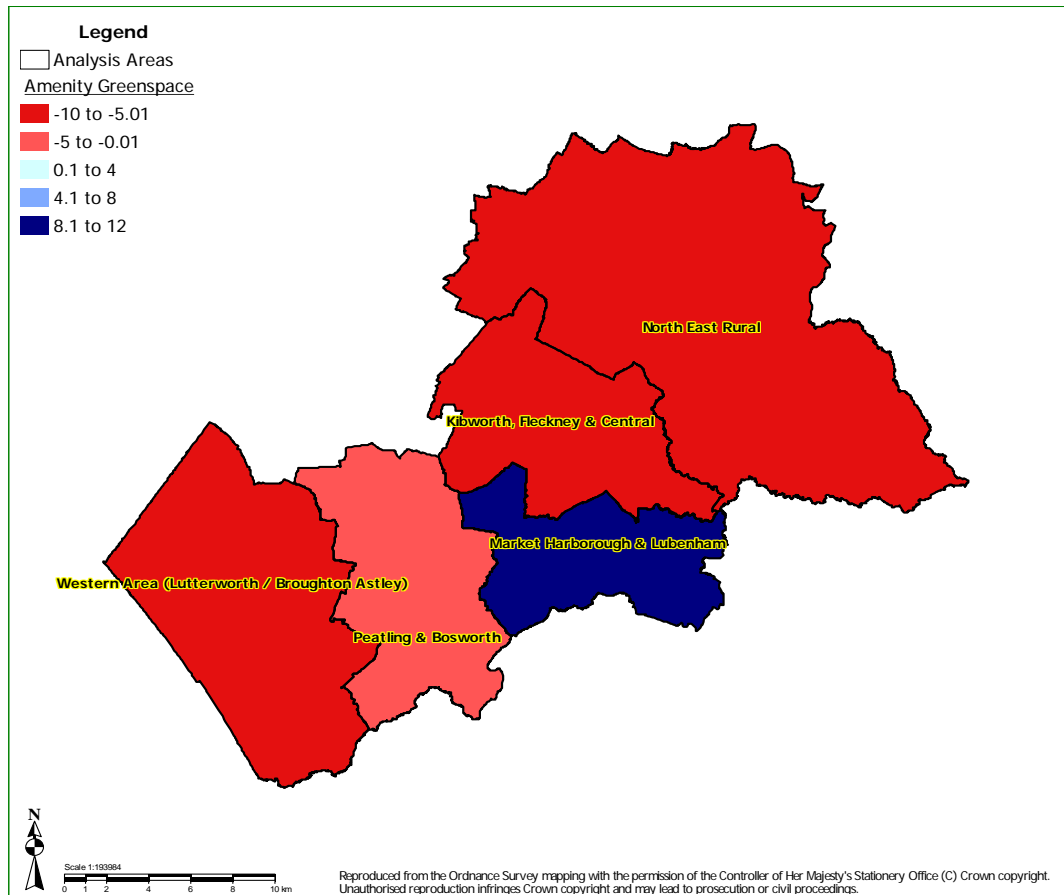 Legend
Analysis Areas
Amenity Greenspace
-10 to -5.01
-5 to -0.01
0.1 to 4
4.1 to 8
8.1 to 12
North East Rural
Kibworth, Fleckney & Central
Market Harborough & Lubenham
Western Area (Lutterworth / Broughton Astley)
Peatling & Bosworth
N
Scale 1:193984
0 1 2 4 6 8 10 km
Reproduced from the Ordnance Survey mapping with the permission of the Controller of Her Majesty's Stationery Office (C) Crown copyright.
Unauthorised reproduction infringes Crown copyright and may lead to prosecution or civil proceedings.